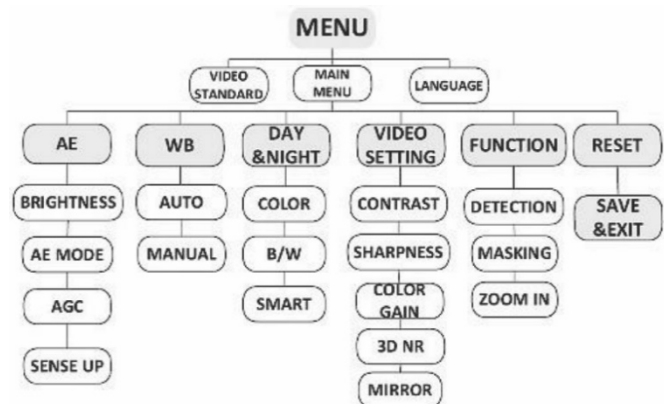 MENU
VIDEO
STANDARD
MAIN
MENU
LANGUAGE
AE
WB
DAY
&NIGHT
VIDEO
SETTING
FUNCTION
RESET
BRIGHTNESS
AUTO
COLOR
CONTRAST
DETECTION
SAVE
&EXIT
AE MODE
MANUAL
B/W
SHARPNESS
MASKING
AGC
SMART
COLOR
GAIN
ZOOM IN
SENSE UP
3D NR
MIRROR